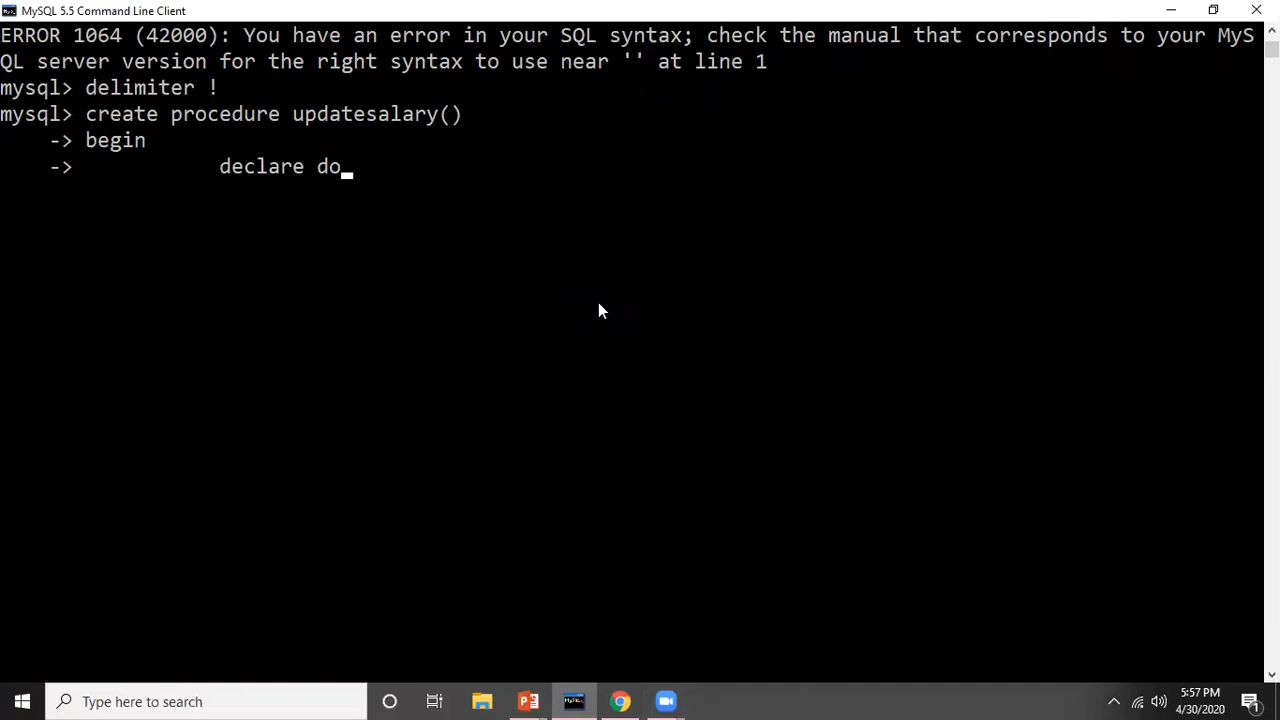 MySQL 5.5 Command Line Client
ERROR 1064 (42000): You have an error in your SQL syntax; check the manual that corresponds to your MyS
QL server version for the right syntax to use near '' at line 1
mysql> delimiter !
mysql> create procedure updatesalary()
-> begin
-> declare do
Type here to search
5:57 PM
4/30/2020